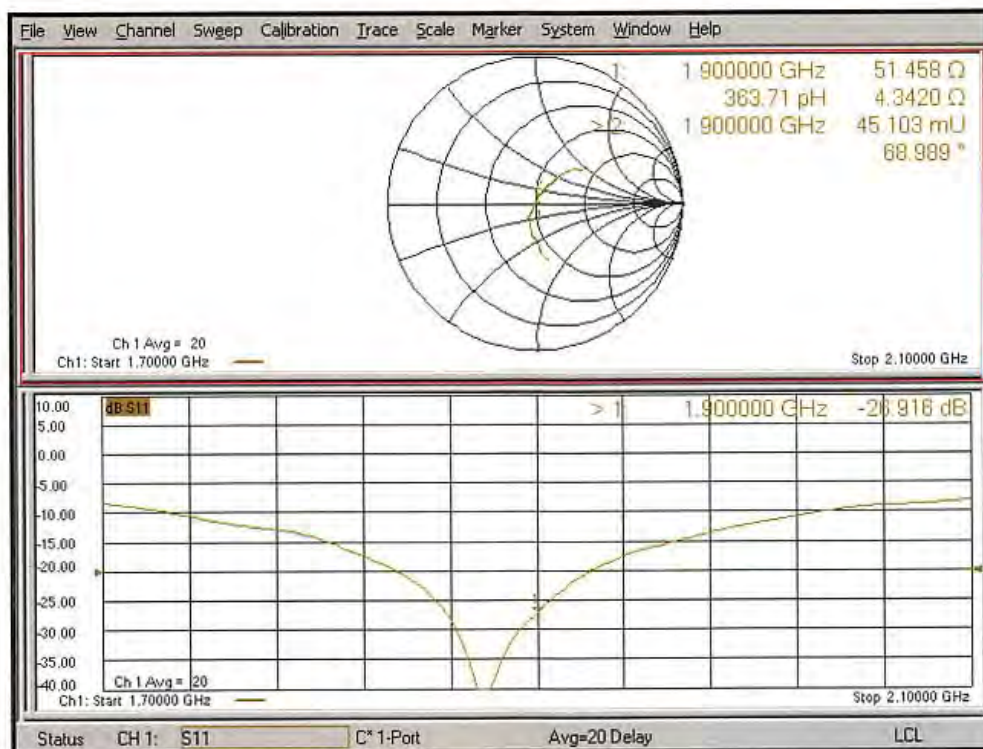 File View Channel Sweep Calibration Trace Scale Marker System Window Help
1: 1.900000 GHz 51.458 Ω
363.71 pH 4.3420 Ω
> 2: 1.900000 GHz 45.103 mU
68.989 °
Ch 1 Avg = 20
Ch1: Start 1.70000 GHz Stop 2.10000 GHz
10.00 dB S11 > 1: 1.900000 GHz -26.916 dB
5.00
0.00
-5.00
-10.00
-15.00
-20.00
-25.00 1
-30.00
-35.00
-40.00 Ch 1 Avg = 20
Ch1: Start 1.70000 GHz Stop 2.10000 GHz
Status CH 1: S11 C* 1-Port Avg=20 Delay LCL